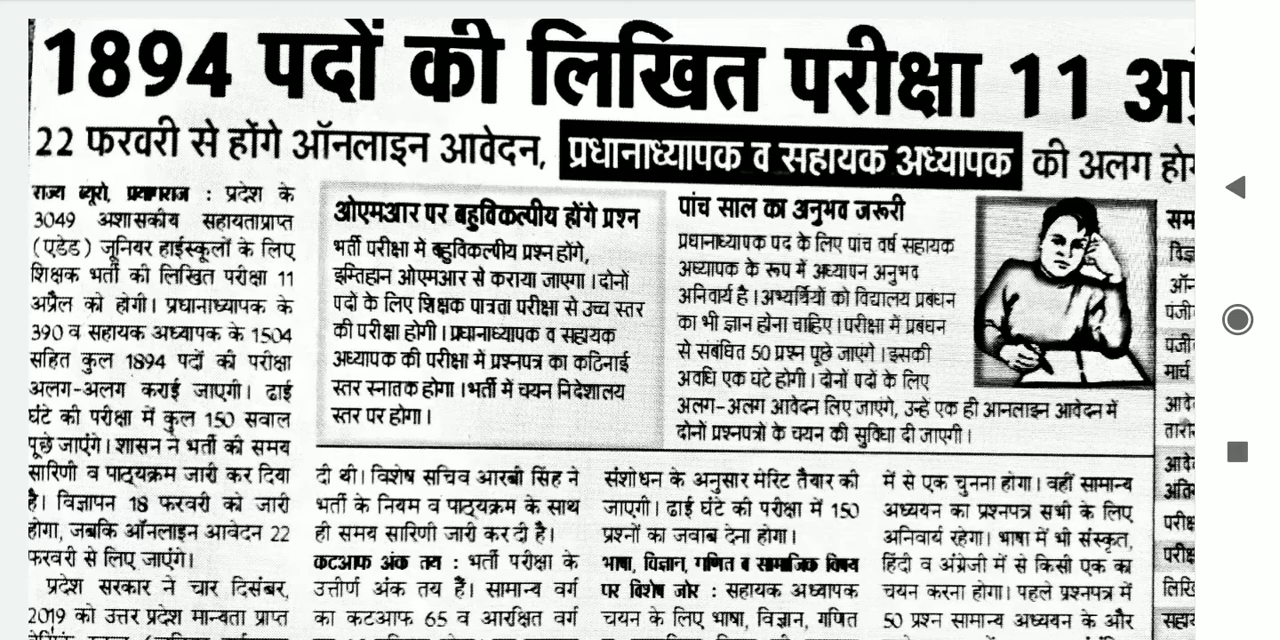 1894 पदों की लिखित परीक्षा 11
22 फरवरी से होंगे ऑनलाइन आवेदन, प्रधानाध्यापक व सहायक अध्यापक की अलग
राज्य ब्यूरो, प्रयागराज : प्रदेश के
3049 अशासकीय सहायताप्राप्त
(एडेड) जूनियर हाईस्कूलों के लिए
शिक्षक भर्ती की लिखित परीक्षा 11
अप्रैल को होगी। प्रधानाध्यापक के
390 व सहायक अध्यापक के 1504
सहित कुल 1894 पदों की परीक्षा
अलग-अलग कराई जाएगी। ढाई
घंटे की परीक्षा में कुल 150 सवाल
पूछे जाएंगे। शासन ने भर्ती की समय
सारिणी व पाठ्यक्रम जारी कर दिया
है। विज्ञापन 18 फरवरी को जारी
होगा, जबकि ऑनलाइन आवेदन 22
फरवरी से लिए जाएंगे।
प्रदेश सरकार ने चार दिसंबर,
2019 को उत्तर प्रदेश मान्यता प्राप्त
ओएमआर पर बहुविकल्पीय होंगे प्रश्न
भर्ती परीक्षा में बहुविकल्पीय प्रश्न होंगे,
इम्तिहान ओएमआर से कराया जाएगा। दोनों
पदों के लिए शिक्षक पात्रता परीक्षा से उच्च स्तर
की परीक्षा होगी। प्रधानाध्यापक व सहायक
अध्यापक की परीक्षा में प्रश्नपत्र का कठिनाई
स्तर स्नातक होगा। भर्ती में चयन निदेशालय
स्तर पर होगा।
पांच साल का अनुभव जरूरी
प्रधानाध्यापक पद के लिए पांच वर्ष सहायक
अध्यापक के रूप में अध्यापन अनुभव
अनिवार्य है। अभ्यर्थियों को विद्यालय प्रबंधन
का भी ज्ञान होना चाहिए। परीक्षा में प्रबंधन
से संबंधित 50 प्रश्न पूछे जाएंगे। इसकी
अवधि एक घंटे होगी। दोनों पदों के लिए
अलग-अलग आवेदन लिए जाएंगे, उन्हें एक ही आनलाइन आवेदन में
दोनों प्रश्नपत्रों के चयन की सुविधा दी जाएगी।
दी थी। विशेष सचिव आरबी सिंह ने
भर्ती के नियम व पाठ्यक्रम के साथ
ही समय सारिणी जारी कर दी है।
कटआफ अंक तय : भर्ती परीक्षा के
उत्तीर्ण अंक तय हैं। सामान्य वर्ग
का कटआफ 65 व आरक्षित वर्ग
संशोधन के अनुसार मेरिट तैयार की
जाएगी। ढाई घंटे की परीक्षा में 150
प्रश्नों का जवाब देना होगा।
भाषा, विज्ञान, गणित व सामाजिक विषय
पर विशेष जोर : सहायक अध्यापक
चयन के लिए भाषा, विज्ञान, गणित
में से एक चुनना होगा। वहीं सामान्य
अध्ययन का प्रश्नपत्र सभी के लिए
अनिवार्य रहेगा। भाषा में भी संस्कृत,
हिंदी व अंग्रेजी में से किसी एक का
चयन करना होगा। पहले प्रश्नपत्र में
50 प्रश्न सामान्य अध्ययन के और